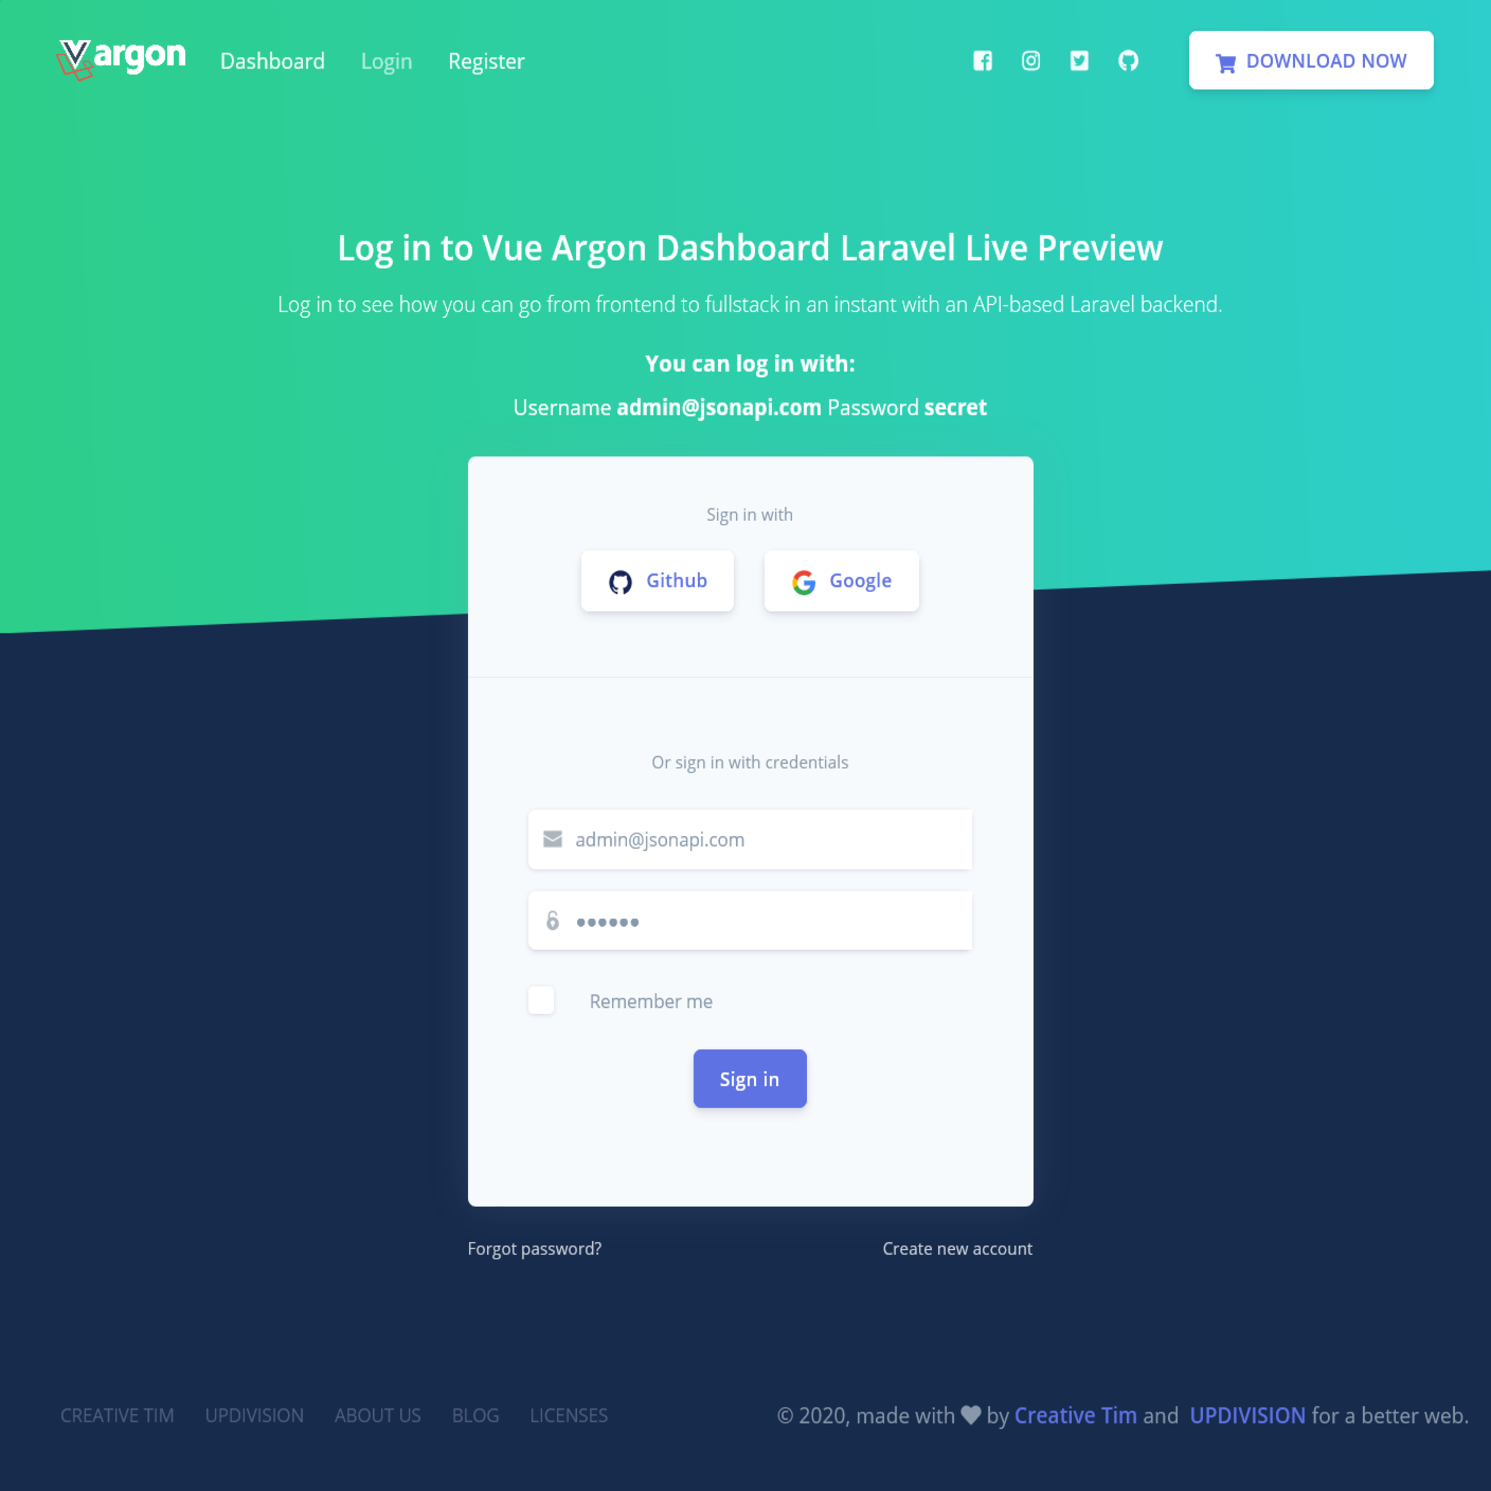 argon Dashboard Login Register DOWNLOAD NOW
Log in to Vue Argon Dashboard Laravel Live Preview
Log in to see how you can go from frontend to fullstack in an instant with an API-based Laravel backend.
You can log in with:
Username admin@jsonapi.com Password secret
Sign in with
Github Google
Or sign in with credentials
admin@jsonapi.com
••••••
Remember me
Sign in
Forgot password? Create new account
CREATIVE TIM UPDIVISION ABOUT US BLOG LICENSES © 2020, made with by Creative Tim and UPDIVISION for a better web.